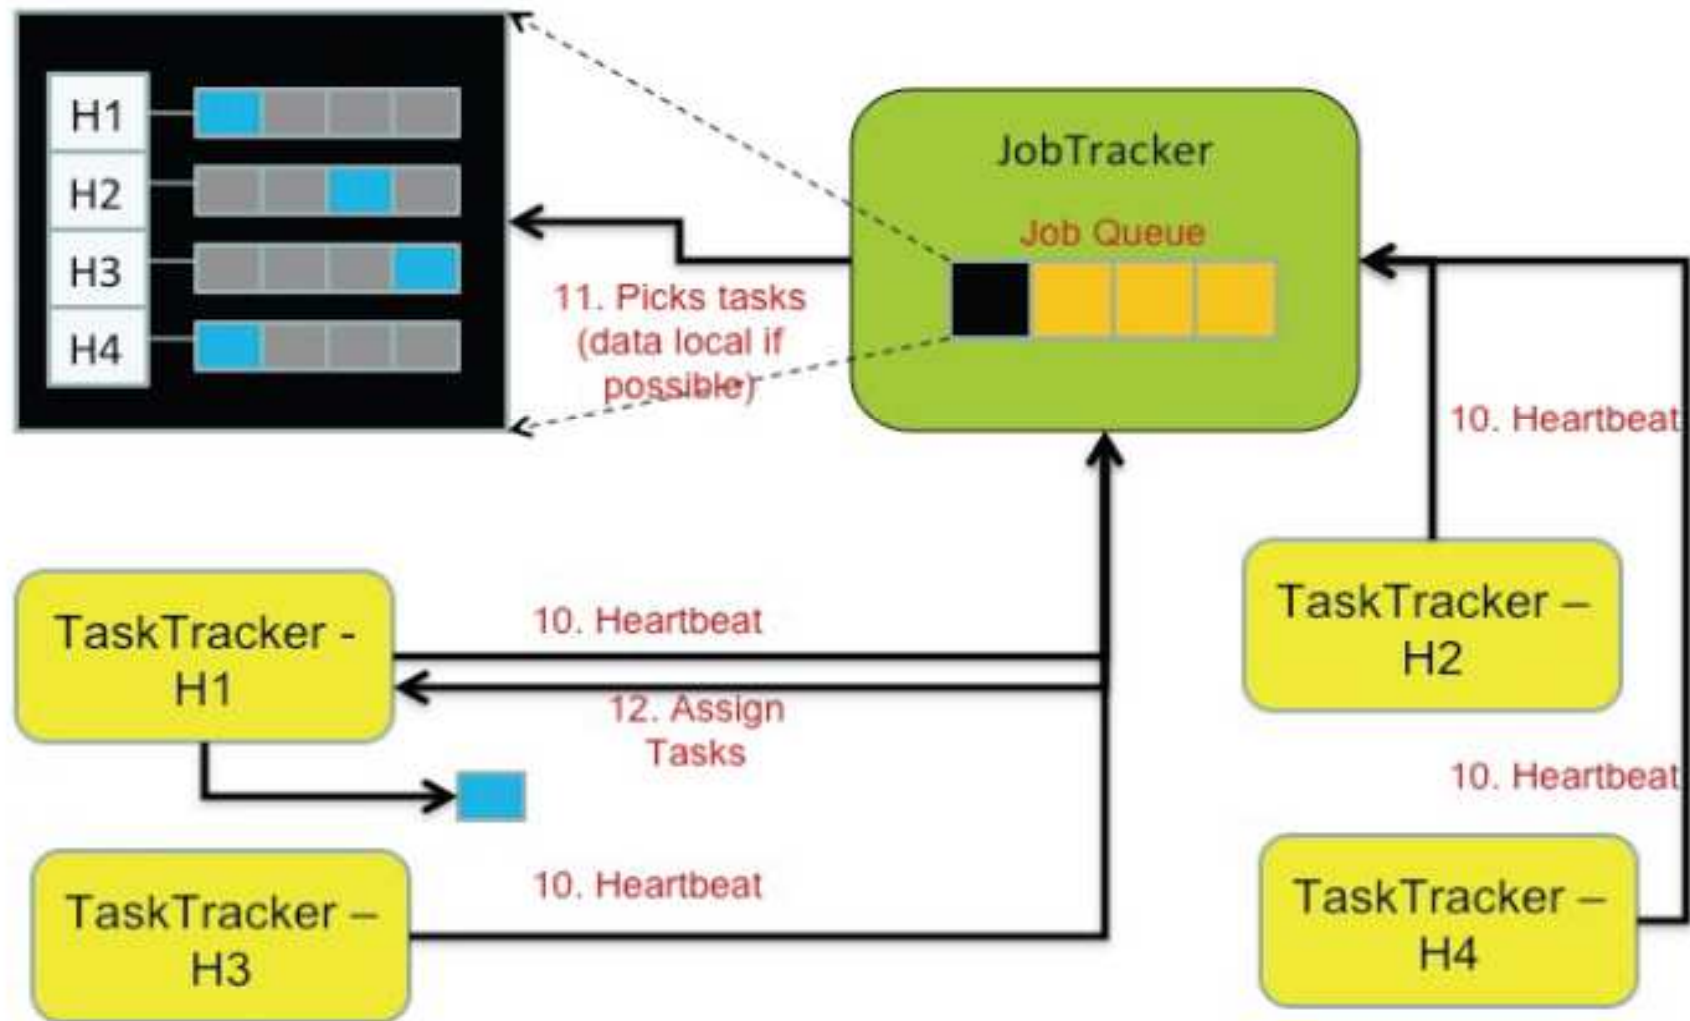 H1
H2
H3
H4
JobTracker
Job Queue
11. Picks tasks
(data local if
possible)
10. Heartbeat
TaskTracker -
H1
10. Heartbeat
12. Assign
Tasks
TaskTracker –
H2
10. Heartbeat
TaskTracker –
H3
10. Heartbeat
TaskTracker –
H4